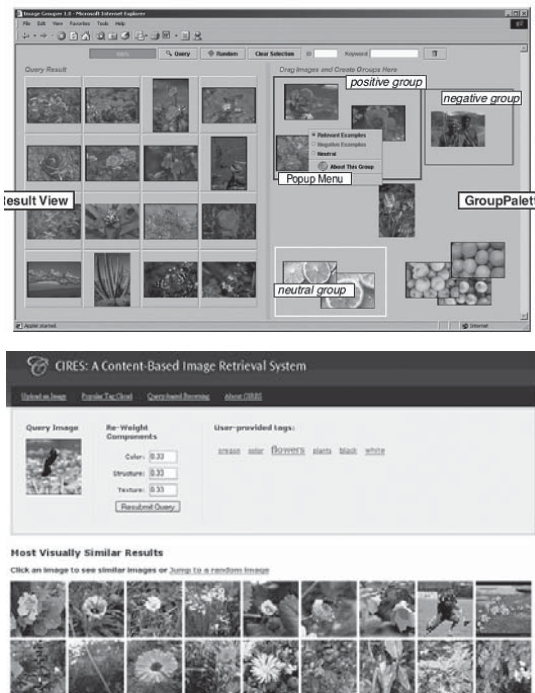 Image Grouper 1.0 - Microsoft Internet Explorer
File Edit View Favorites Tools Help
Query Random Clear Selection ID Keyword
Query Result
Drag Images and Create Groups Here
positive group
negative group
Relevant Examples
Negative Examples
Neutral
About This Group
Popup Menu
esult View
GroupPalett
neutral group
Applet started.
Internet
CIRES: A Content-Based Image Retrieval System
Upload an Image Popular Tag Cloud Query-based Browsing About CIRES
Query Image
Re-Weight
Components
User-provided tags:
Color: 0.33
Structure: 0.33
Texture: 0.33
Resubmit Query
flowers plants black white
Most Visually Similar Results
Click an image to see similar images or Jump to a random image